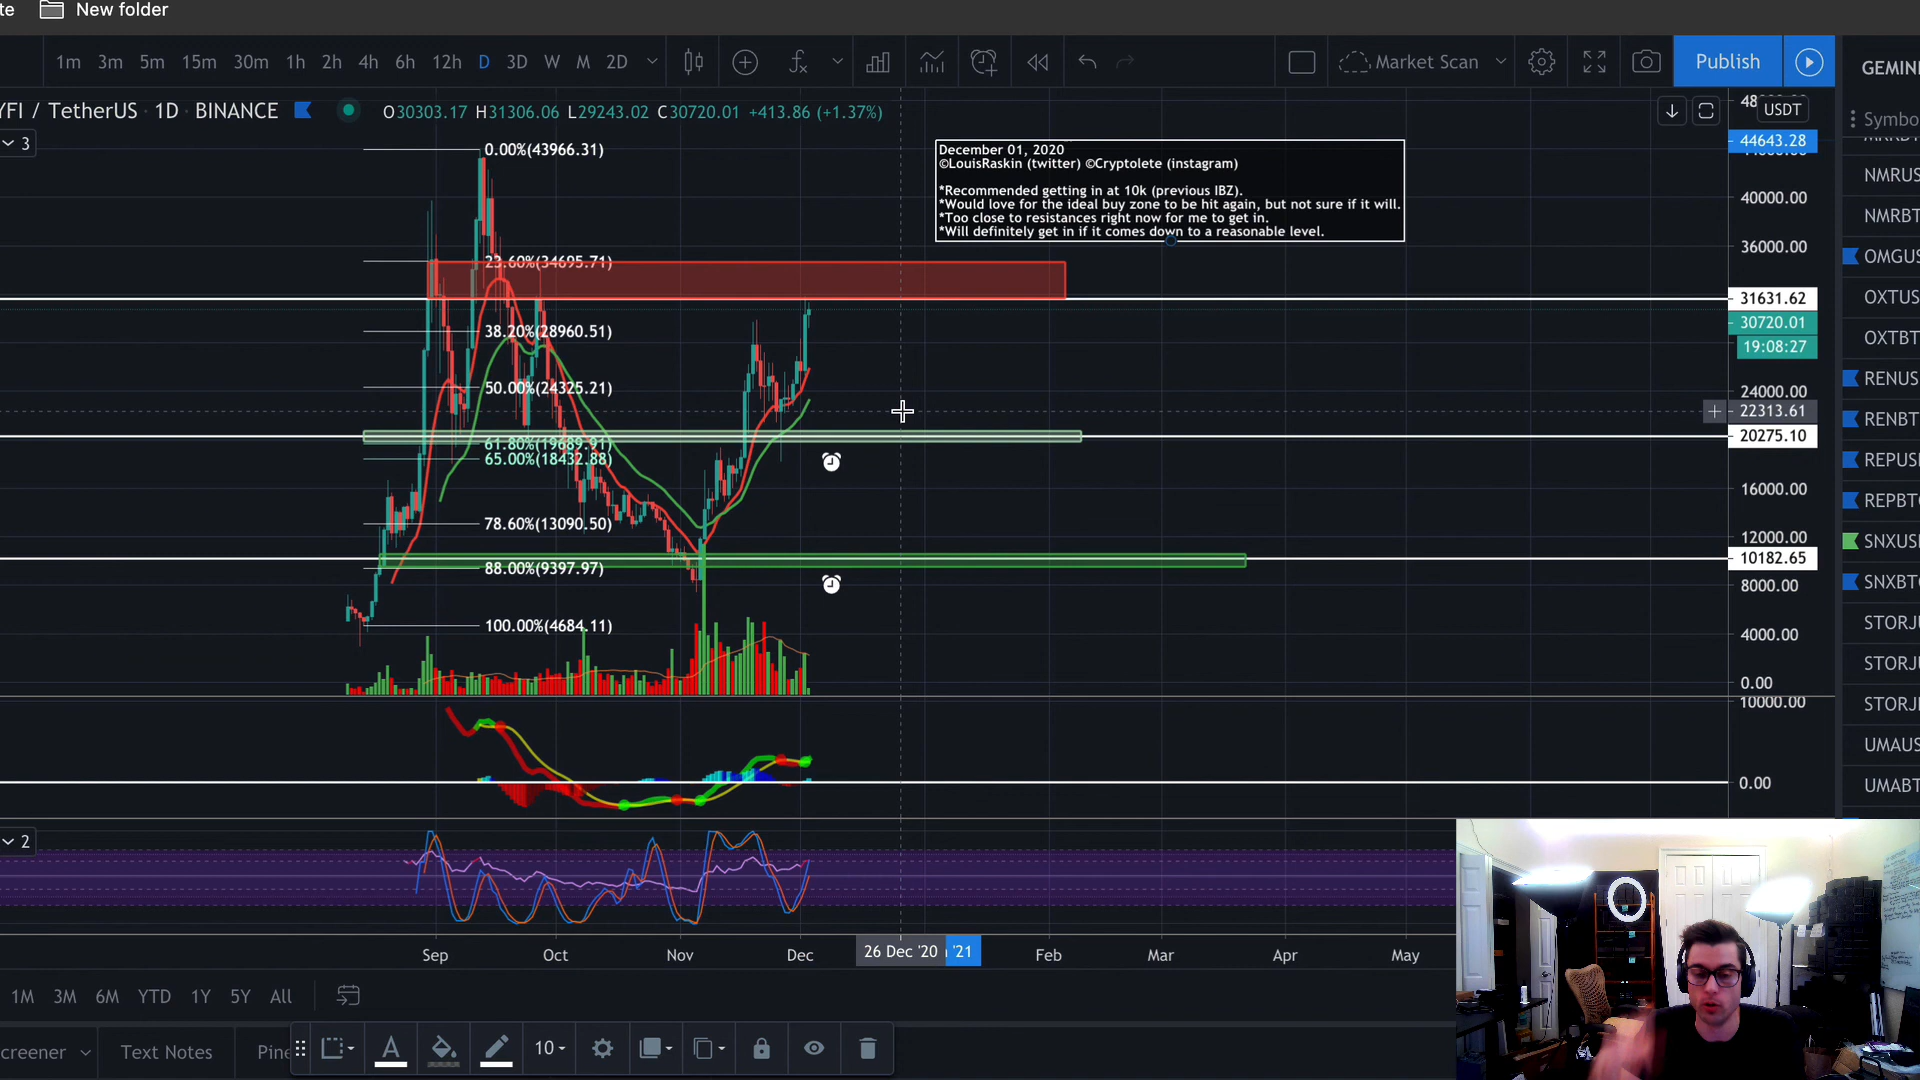 te New folder
1m 3m 5m 15m 30m 1h 2h 4h 6h 12h D 3D W M 2D Market Scan Publish GEMINI
YFI / TetherUS · 1D · BINANCE O30303.17 H31306.06 L29243.02 C30720.01 +413.86 (+1.37%) USDT Symbo
3
0.00%(43966.31)
December 01, 2020
©LouisRaskin (twitter) ©Cryptolete (instagram)
*Recommended getting in at 10k (previous IBZ).
*Would love for the ideal buy zone to be hit again, but not sure if it will.
*Too close to resistances right now for me to get in.
*Will definitely get in if it comes down to a reasonable level.
23.60%(34695.71)
38.20%(28960.51)
50.00%(24325.21)
61.80%(19689.91)
65.00%(18432.88)
78.60%(13090.50)
88.00%(9397.97)
100.00%(4684.11)
44643.28
40000.00
36000.00
31631.62
30720.01
19:08:27
24000.00
22313.61
20275.10
16000.00
12000.00
10182.65
8000.00
4000.00
0.00
10000.00
0.00
NMRUS
NMRBT
OMGUS
OXTUS
OXTBT
RENUS
RENBT
REPUS
REPBT
SNXUS
SNXBT
STORJ
STORJ
STORJ
UMAUS
UMABT
2
Sep Oct Nov Dec 26 Dec '20 '21 Feb Mar Apr May
1M 3M 6M YTD 1Y 5Y All
creener Text Notes Pine 10